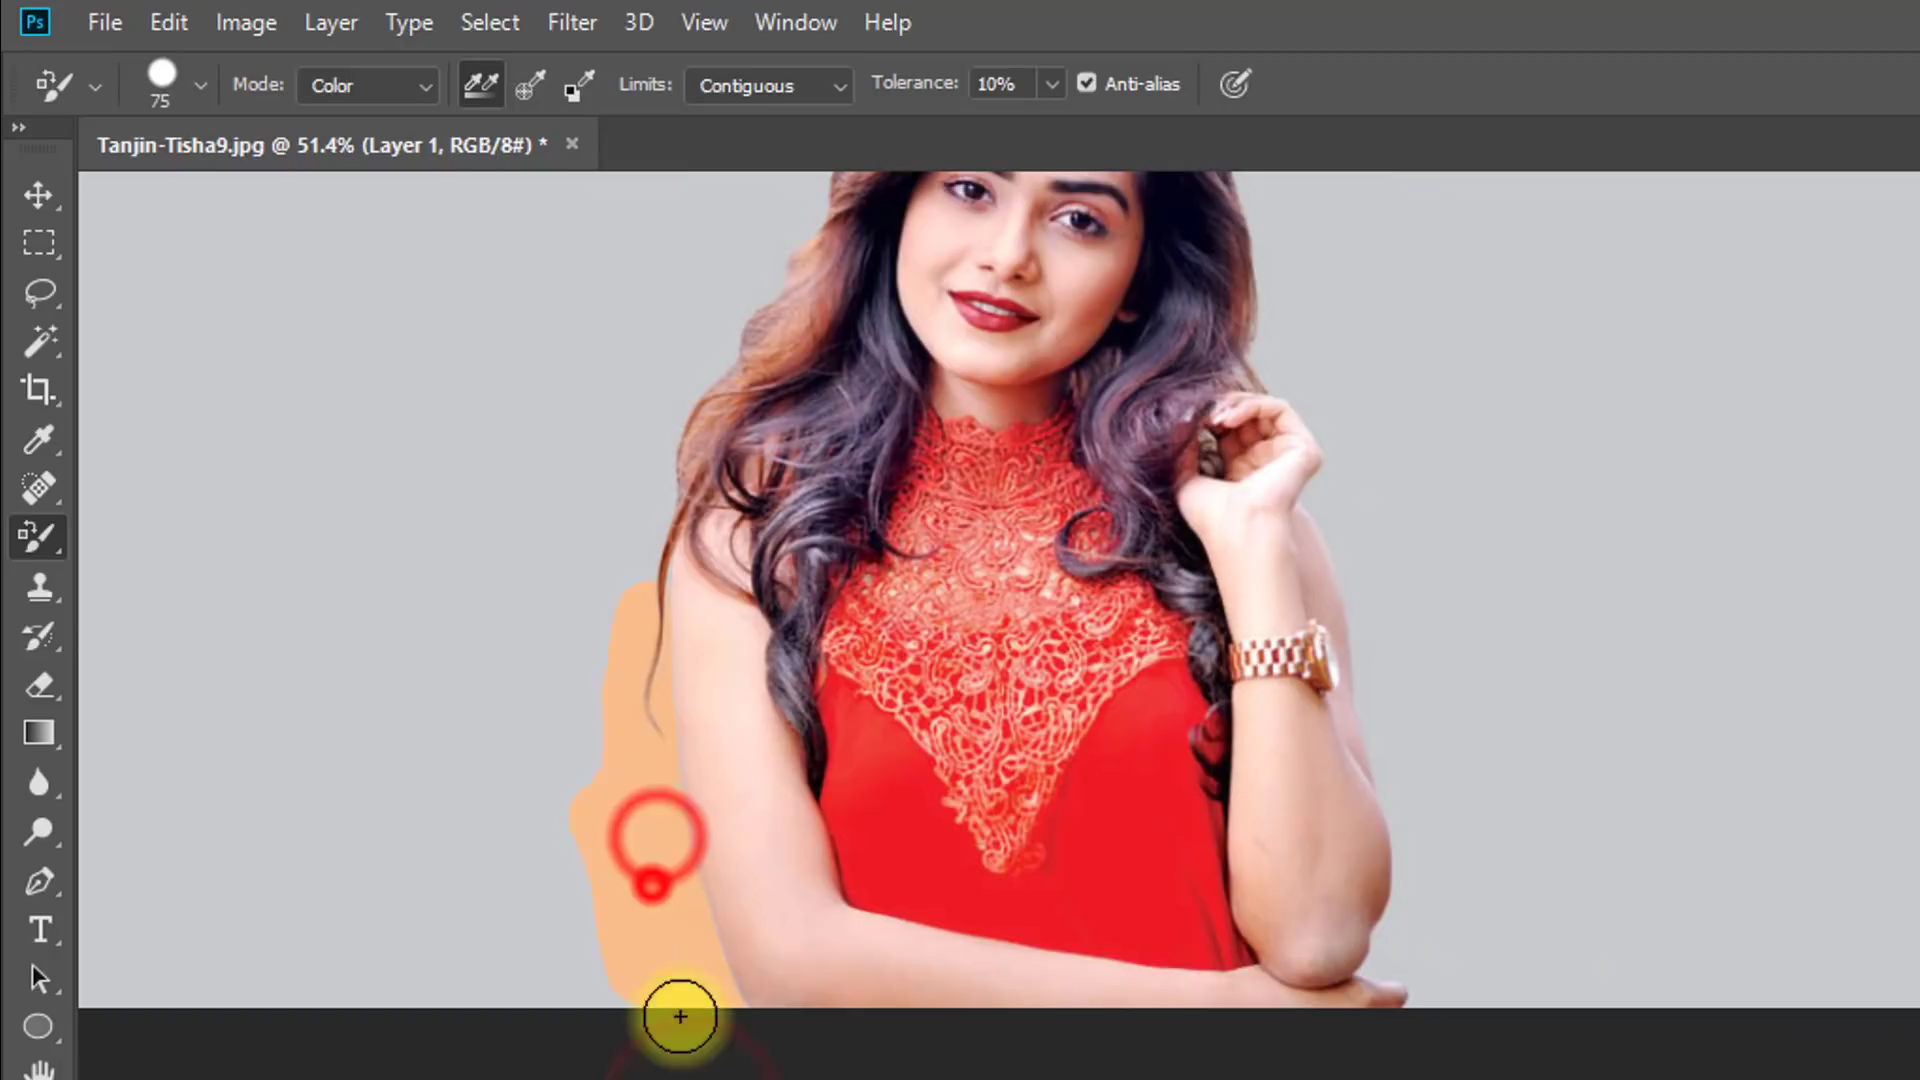 Ps File Edit Image Layer Type Select Filter 3D View Window Help
75 Mode: Color Limits: Contiguous Tolerance: 10% Anti-alias
Tanjin-Tisha9.jpg @ 51.4% (Layer 1, RGB/8#) * ×
T